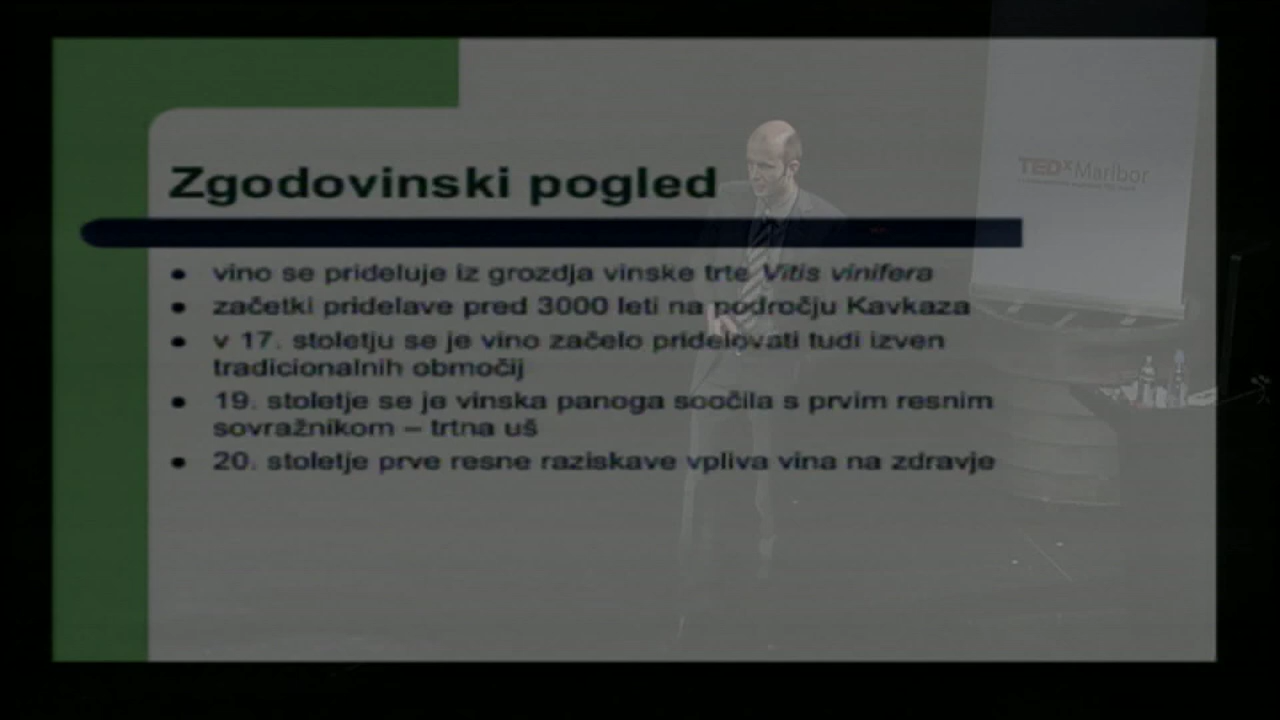 Zgodovinski pogled
TEDxMaribor
• vino se prideluje iz grozdja vinske trte Vitis vinifera
• začetki pridelave pred 3000 leti na področju Kavkaza
• v 17. stoletju se je vino začelo pridelovati tudi izven
tradicionalnih območij
• 19. stoletje se je vinska panoga soočila s prvim resnim
sovražnikom – trtna uš
• 20. stoletje prve resne raziskave vpliva vina na zdravje